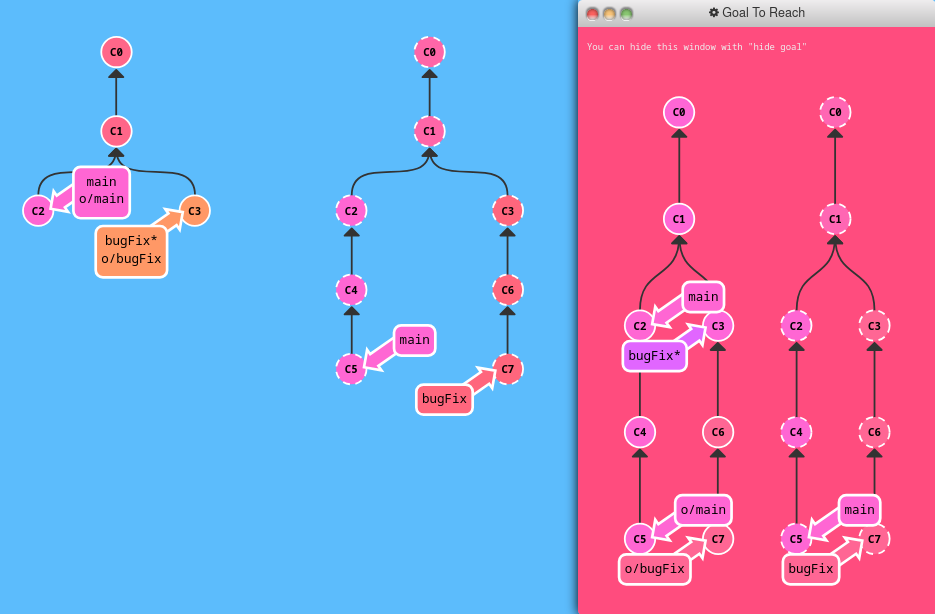 C0
C1
main
o/main
C2
C3
bugFix*
o/bugFix
C0
C1
C2
C3
C4
C6
main
C5
C7
bugFix
Goal To Reach
You can hide this window with "hide goal"
C0
C1
main
C2
C3
bugFix*
C4
C6
o/main
C5
C7
o/bugFix
C0
C1
C2
C3
C4
C6
main
C5
C7
bugFix